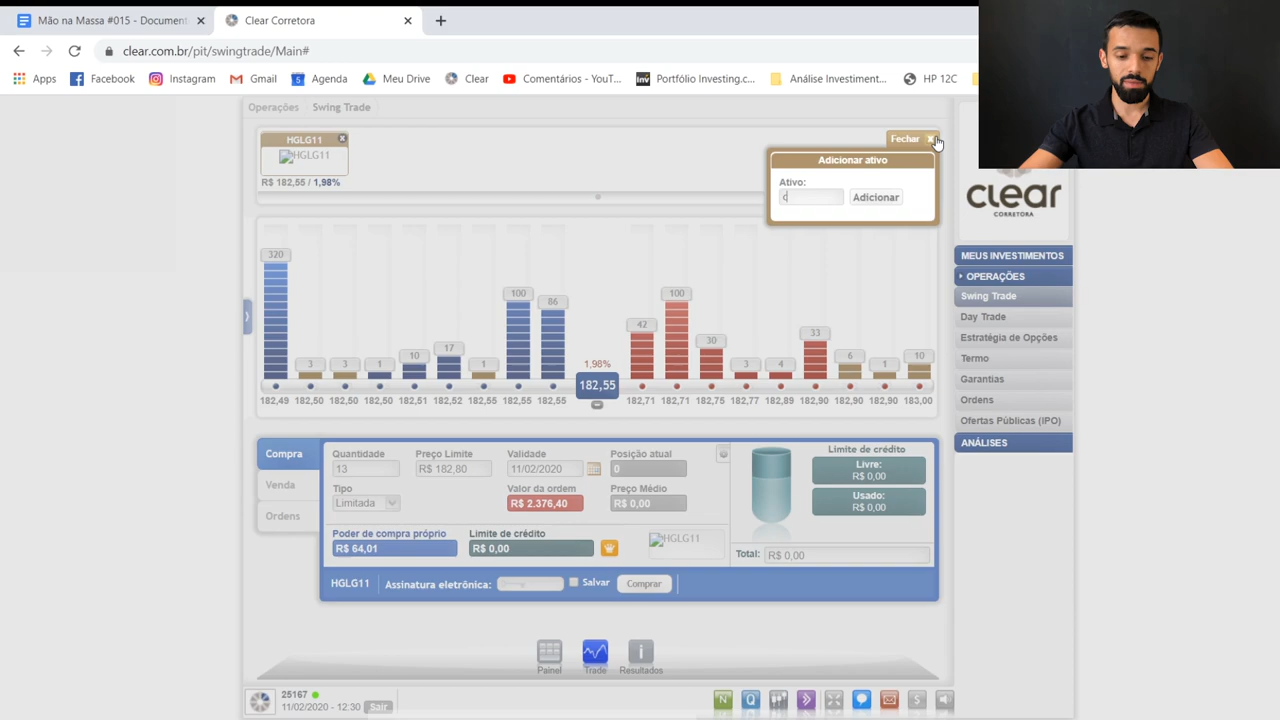 Mão na Massa #015 - Document
Clear Corretora
clear.com.br/pit/swingtrade/Main#
Apps
Facebook
Instagram
Gmail
Agenda
Meu Drive
Clear
Comentários - YouT...
Portfólio Investing.c...
Análise Investiment...
HP 12C
Operações
Swing Trade
HGLG11
HGLG11
R$ 182,55 / 1,98%
Fechar
Adicionar ativo
Ativo:
c
Adicionar
clear
CORRETORA
MEUS INVESTIMENTOS
OPERAÇÕES
Swing Trade
Day Trade
Estratégia de Opções
Termo
Garantias
Ordens
Ofertas Públicas (IPO)
ANÁLISES
320
3
3
1
10
17
1
100
86
1,98%
182,55
42
100
30
3
4
33
6
1
10
182,49 182,50 182,50 182,50 182,51 182,52 182,55 182,55 182,55 182,71 182,71 182,75 182,77 182,89 182,90 182,90 182,90 183,00
Compra
Venda
Ordens
Quantidade Preço Limite Validade Posição atual
13 R$ 182,80 11/02/2020 0
Tipo Valor da ordem Preço Médio
Limitada R$ 2.376,40 R$ 0,00
Poder de compra próprio Limite de crédito
R$ 64,01 R$ 0,00 HGLG11
Limite de crédito
Livre:
R$ 0,00
Usado:
R$ 0,00
Total: R$ 0,00
HGLG11 Assinatura eletrônica: Salvar Comprar
Painel Trade Resultados
25167
11/02/2020 - 12:30 Sair
N Q S